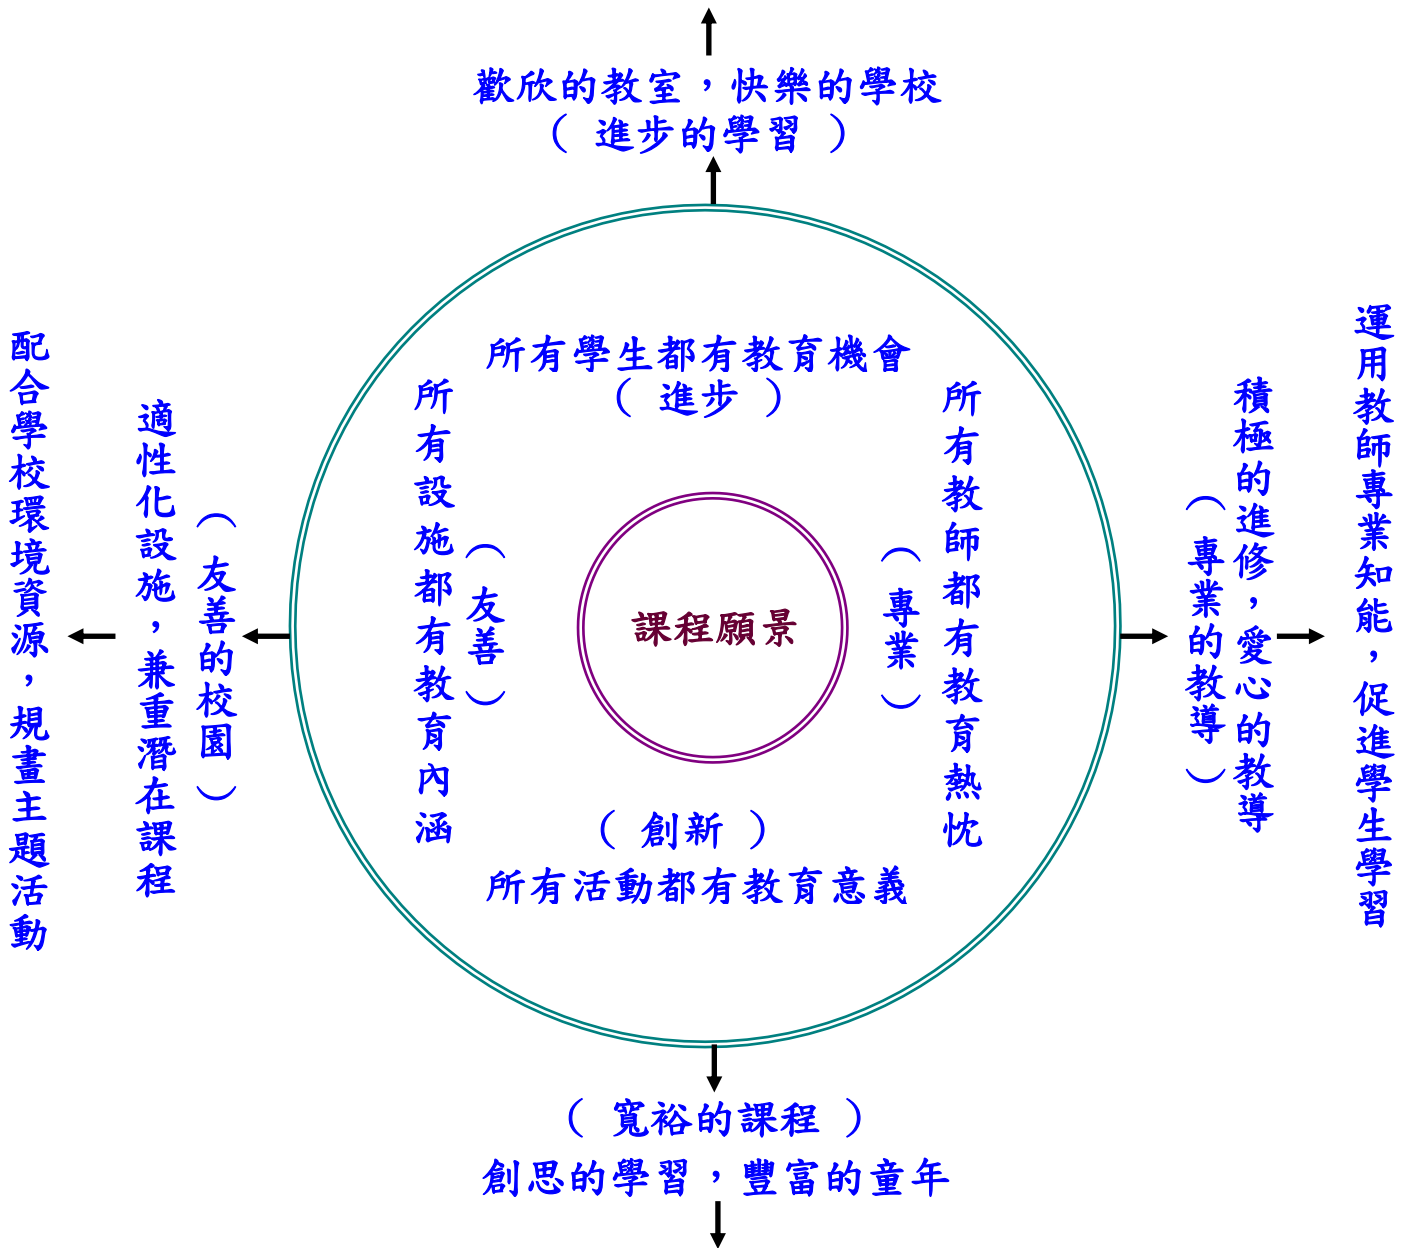 歡欣的教室，快樂的學校
（ 進步的學習 ）
所有學生都有教育機會
（ 進步 ）
配合學校環境資源，規畫主題活動
適性化設施，兼重潛在課程
（友善的校園）
所有設施都有教育內涵
（友善）
課程願景
（專業）
所有教師都有教育熱忱
（專業的教導）
積極的進修，愛心的教導
運用教師專業知能，促進學生學習
（ 創新 ）
所有活動都有教育意義
（ 寬裕的課程 ）
創思的學習，豐富的童年